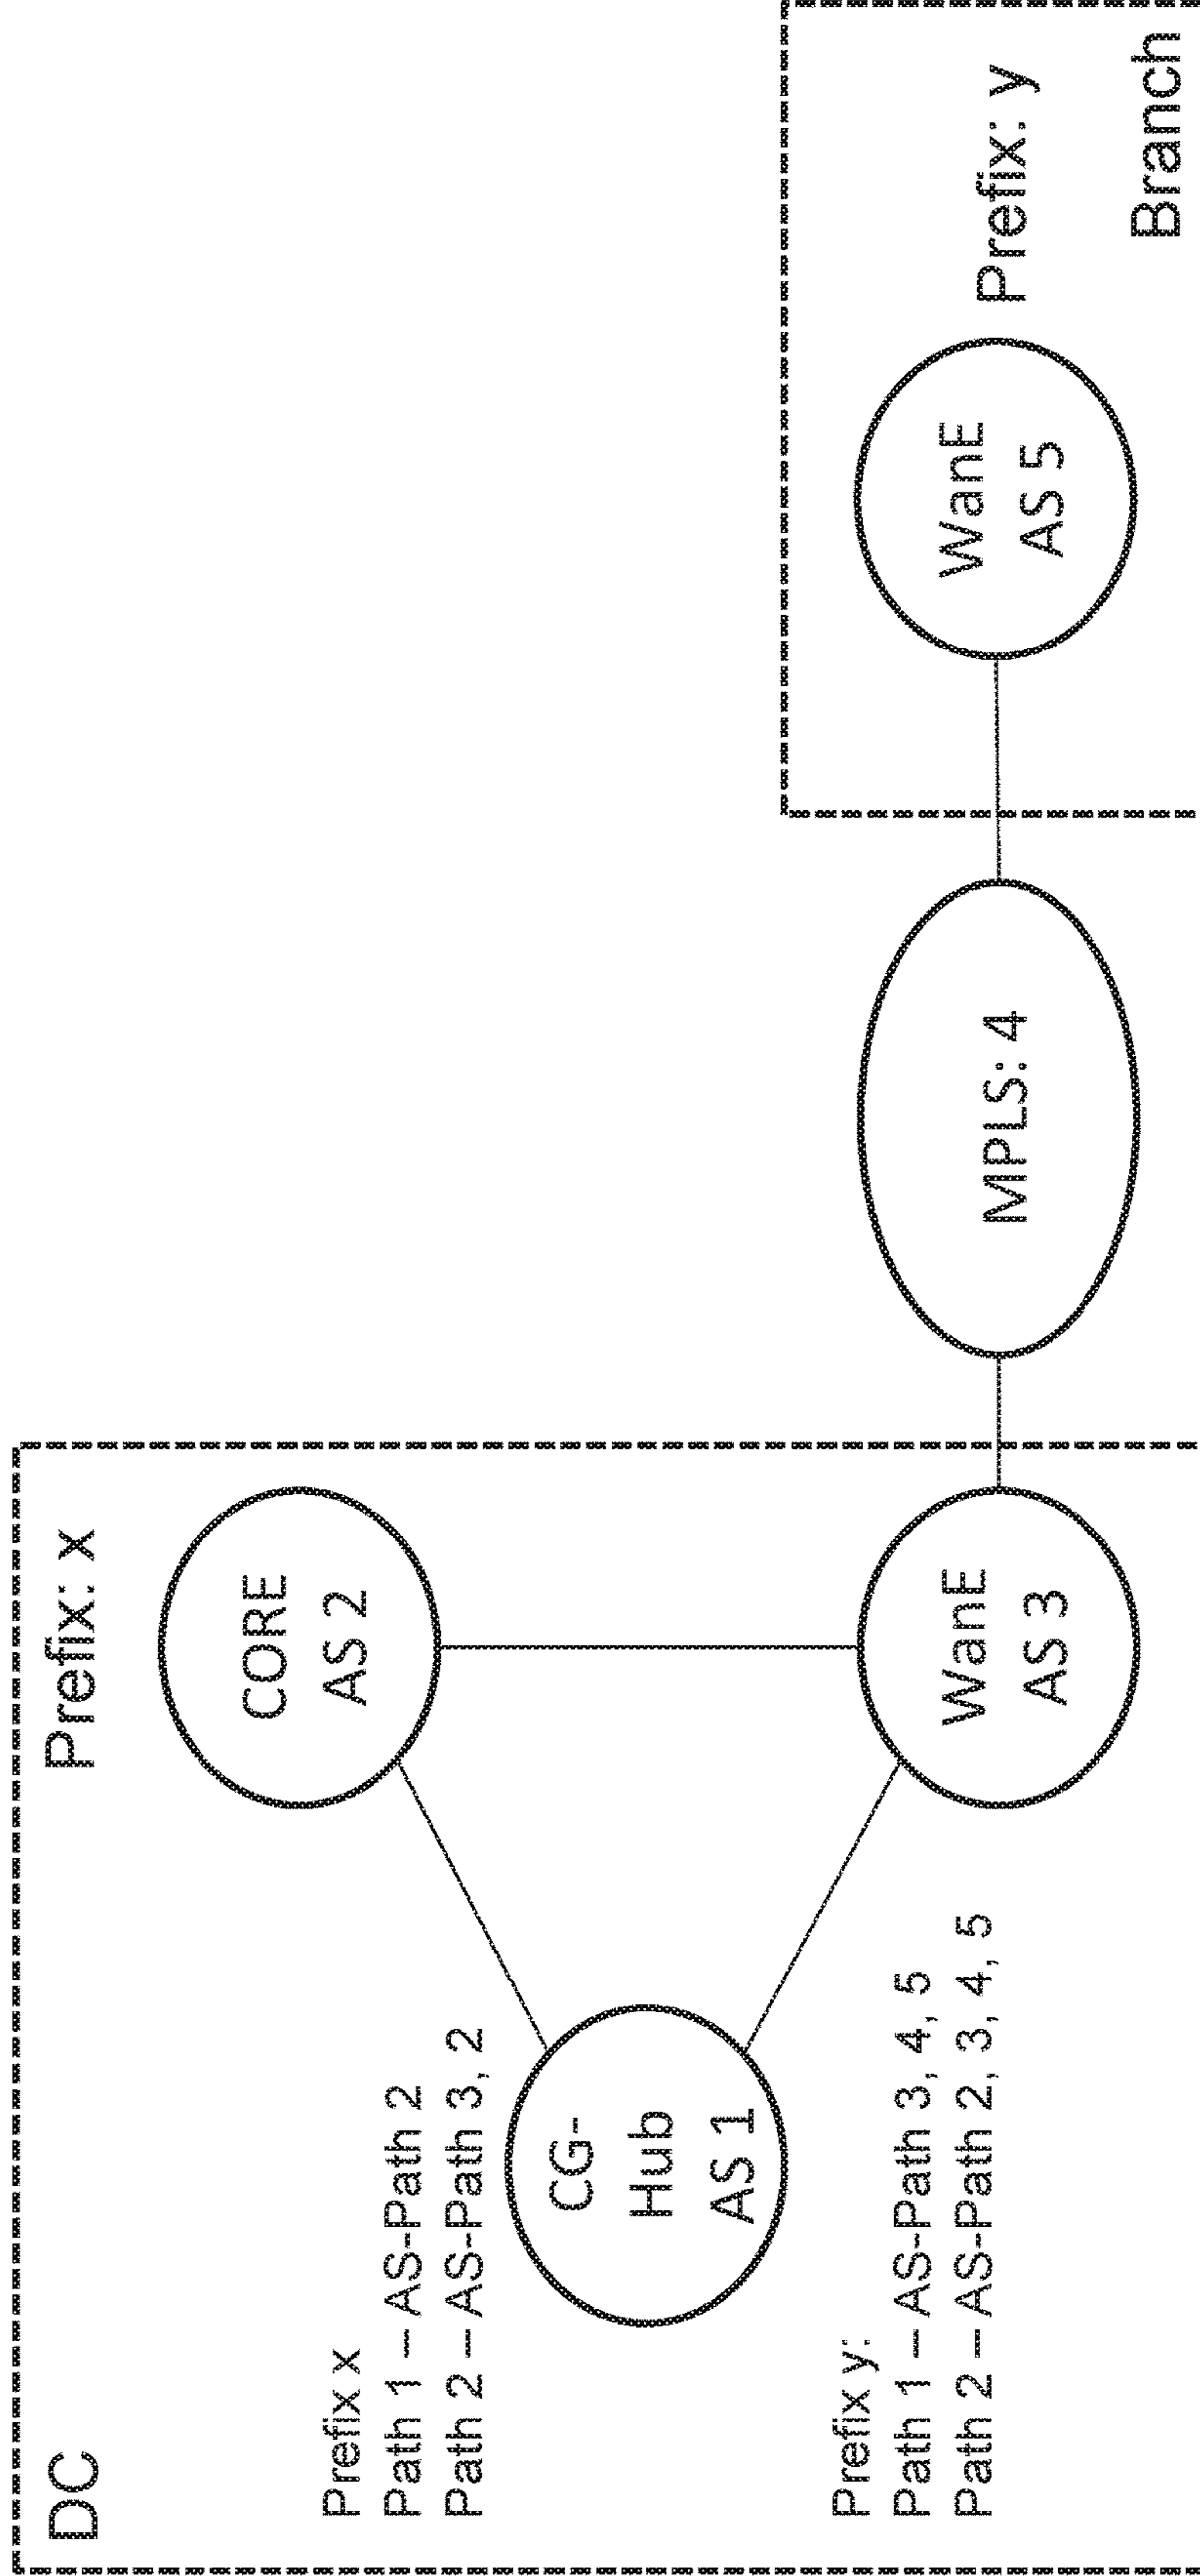 DC
Prefix: x
Prefix x
Path 1 – AS-Path 2
Path 2 – AS-Path 3, 2
CORE
AS 2
CG-
Hub
AS 1
Prefix y:
Path 1 – AS-Path 3, 4, 5
Path 2 – AS-Path 2, 3, 4, 5
WanE
AS 3
MPLS: 4
WanE
AS 5
Prefix: y
Branch